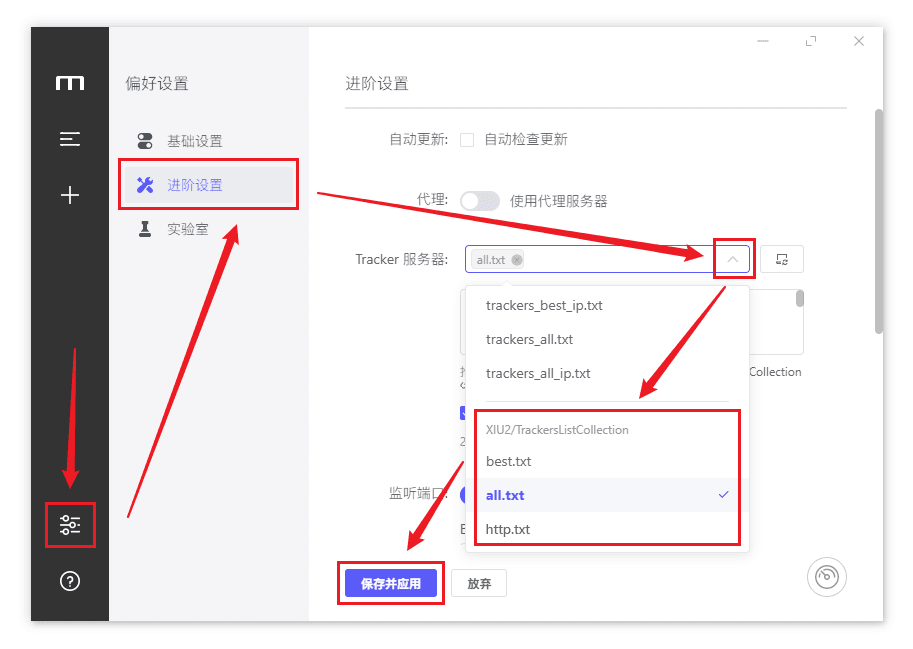 偏好设置
基础设置
进阶设置
实验室
进阶设置
自动更新: 自动检查更新
代理: 使用代理服务器
Tracker 服务器: all.txt
trackers_best_ip.txt
trackers_all.txt
trackers_all_ip.txt
Collection
XIU2/TrackersListCollection
best.txt
all.txt
http.txt
监听端口:
保存并应用 放弃